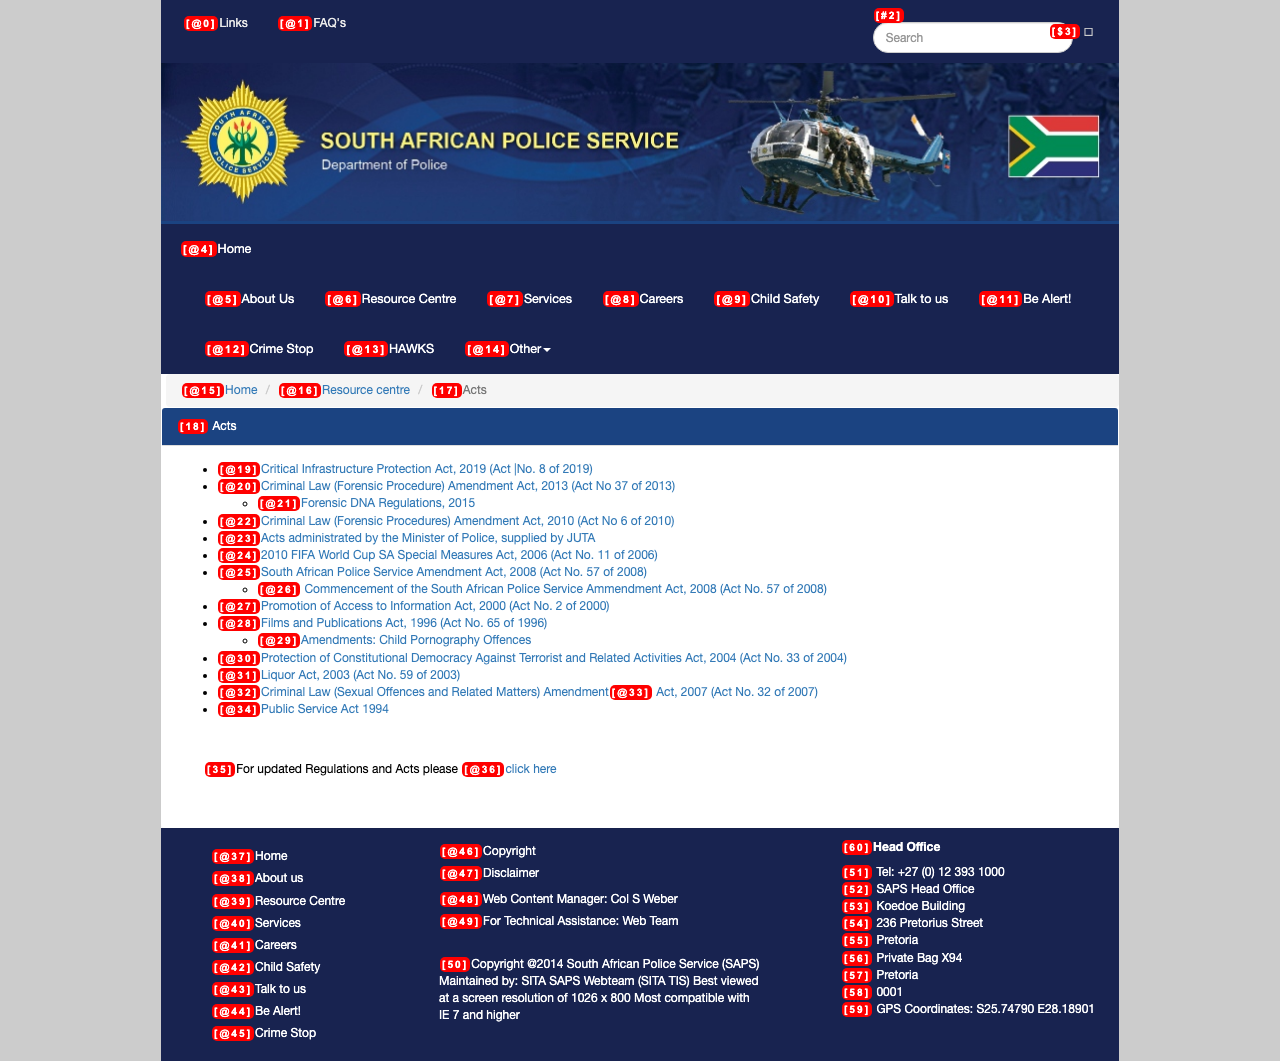 [@0] Links [@1] FAQ's [#2]
Search [$3]
SOUTH AFRICAN POLICE SERVICE
SOUTH AFRICAN POLICE SERVICE
Department of Police
[@4] Home
[@5] About Us [@6] Resource Centre [@7] Services [@8] Careers [@9] Child Safety [@10] Talk to us [@11] Be Alert!
[@12] Crime Stop [@13] HAWKS [@14] Other
[@15] Home / [@16] Resource centre / [17] Acts
[18] Acts
[@19] Critical Infrastructure Protection Act, 2019 (Act |No. 8 of 2019)
[@20] Criminal Law (Forensic Procedure) Amendment Act, 2013 (Act No 37 of 2013)
[@21] Forensic DNA Regulations, 2015
[@22] Criminal Law (Forensic Procedures) Amendment Act, 2010 (Act No 6 of 2010)
[@23] Acts administrated by the Minister of Police, supplied by JUTA
[@24] 2010 FIFA World Cup SA Special Measures Act, 2006 (Act No. 11 of 2006)
[@25] South African Police Service Amendment Act, 2008 (Act No. 57 of 2008)
[@26] Commencement of the South African Police Service Ammendment Act, 2008 (Act No. 57 of 2008)
[@27] Promotion of Access to Information Act, 2000 (Act No. 2 of 2000)
[@28] Films and Publications Act, 1996 (Act No. 65 of 1996)
[@29] Amendments: Child Pornography Offences
[@30] Protection of Constitutional Democracy Against Terrorist and Related Activities Act, 2004 (Act No. 33 of 2004)
[@31] Liquor Act, 2003 (Act No. 59 of 2003)
[@32] Criminal Law (Sexual Offences and Related Matters) Amendment [@33] Act, 2007 (Act No. 32 of 2007)
[@34] Public Service Act 1994
[35] For updated Regulations and Acts please [@36] click here
[@37] Home
[@38] About us
[@39] Resource Centre
[@40] Services
[@41] Careers
[@42] Child Safety
[@43] Talk to us
[@44] Be Alert!
[@45] Crime Stop
[@46] Copyright
[@47] Disclaimer
[@48] Web Content Manager: Col S Weber
[@49] For Technical Assistance: Web Team
[50] Copyright @2014 South African Police Service (SAPS)
Maintained by: SITA SAPS Webteam (SITA TIS) Best viewed
at a screen resolution of 1026 x 800 Most compatible with
IE 7 and higher
[60] Head Office
[51] Tel: +27 (0) 12 393 1000
[52] SAPS Head Office
[53] Koedoe Building
[54] 236 Pretorius Street
[55] Pretoria
[56] Private Bag X94
[57] Pretoria
[58] 0001
[59] GPS Coordinates: S25.74790 E28.18901